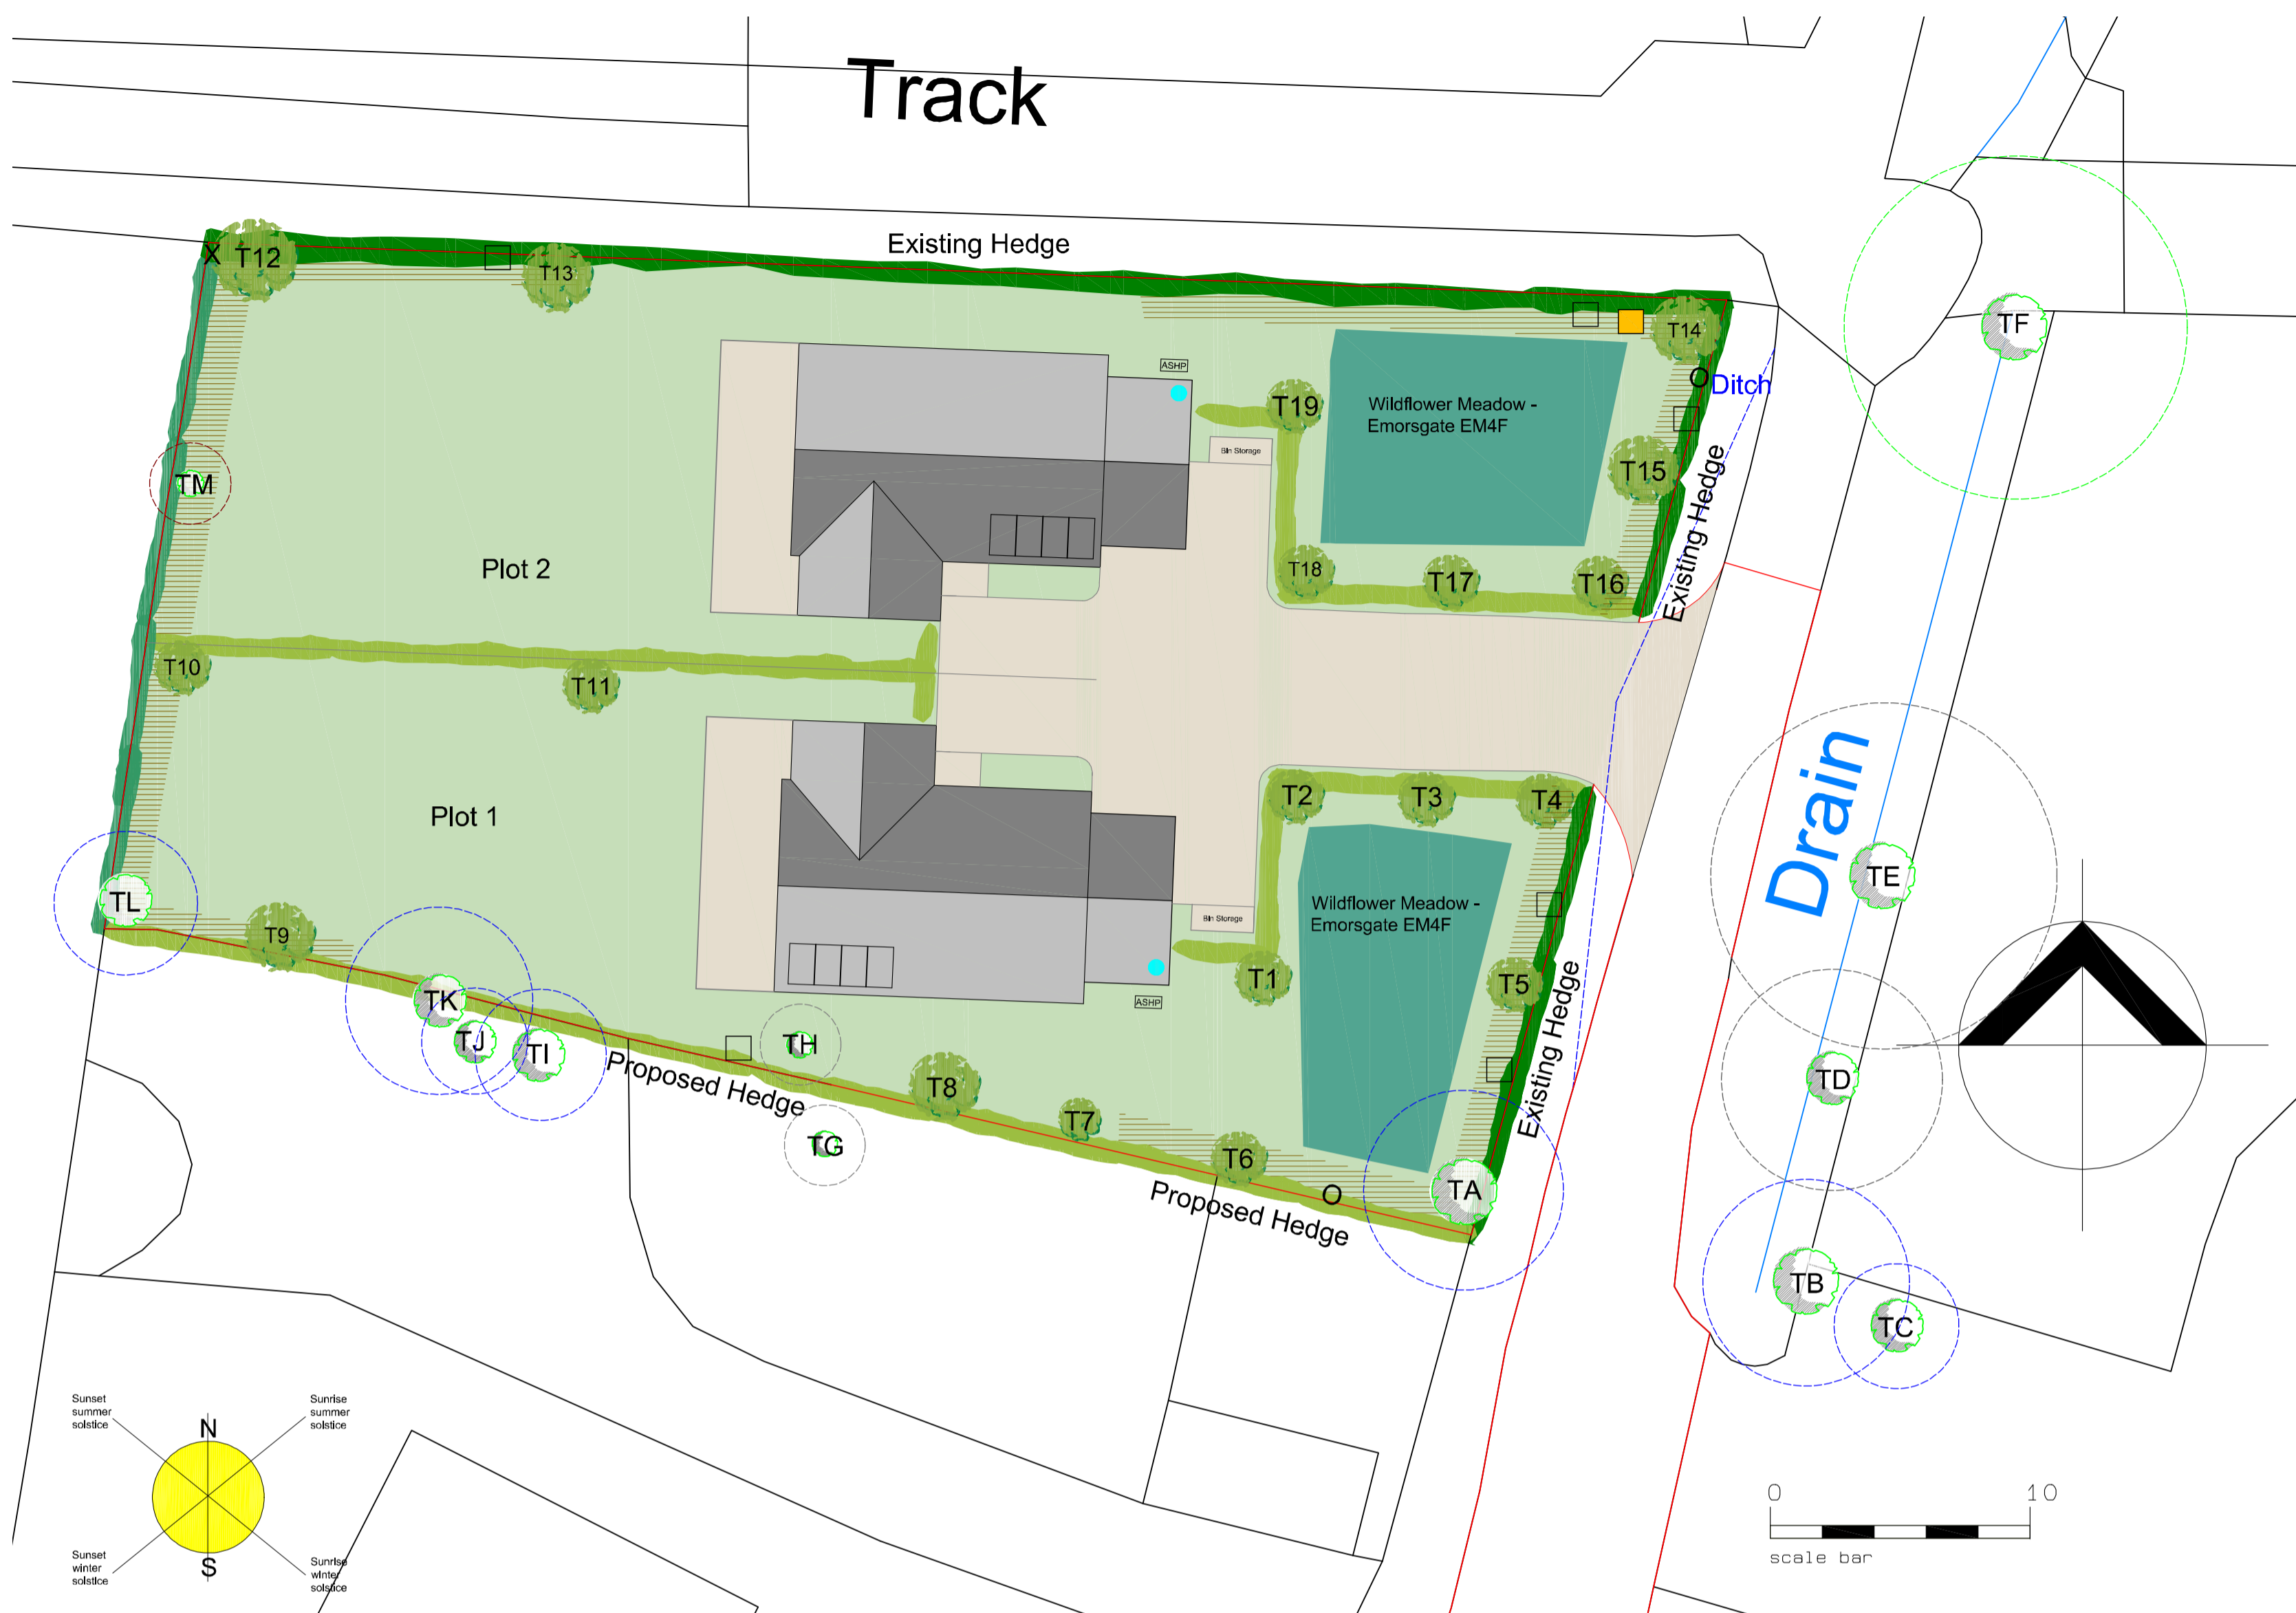 Track
Existing Hedge
X
T12
T13
T14
TF
O
Ditch
ASHP
T19
Wildflower Meadow -
Emorsgate EM4F
Bin Storage
T15
Existing Hedge
TM
Plot 2
T18
T17
T16
T10
T11
Plot 1
T2
T3
T4
Drain
TE
TL
T9
Wildflower Meadow -
Emorsgate EM4F
Bin Storage
T1
T5
Existing Hedge
TK
TJ
TI
ASHP
TH
TD
Proposed Hedge
T8
T7
TG
T6
O
TA
Proposed Hedge
TB
TC
Sunset
summer
solstice
Sunrise
summer
solstice
N
S
Sunset
winter
solstice
Sunrise
winter
solstice
0
10
scale bar